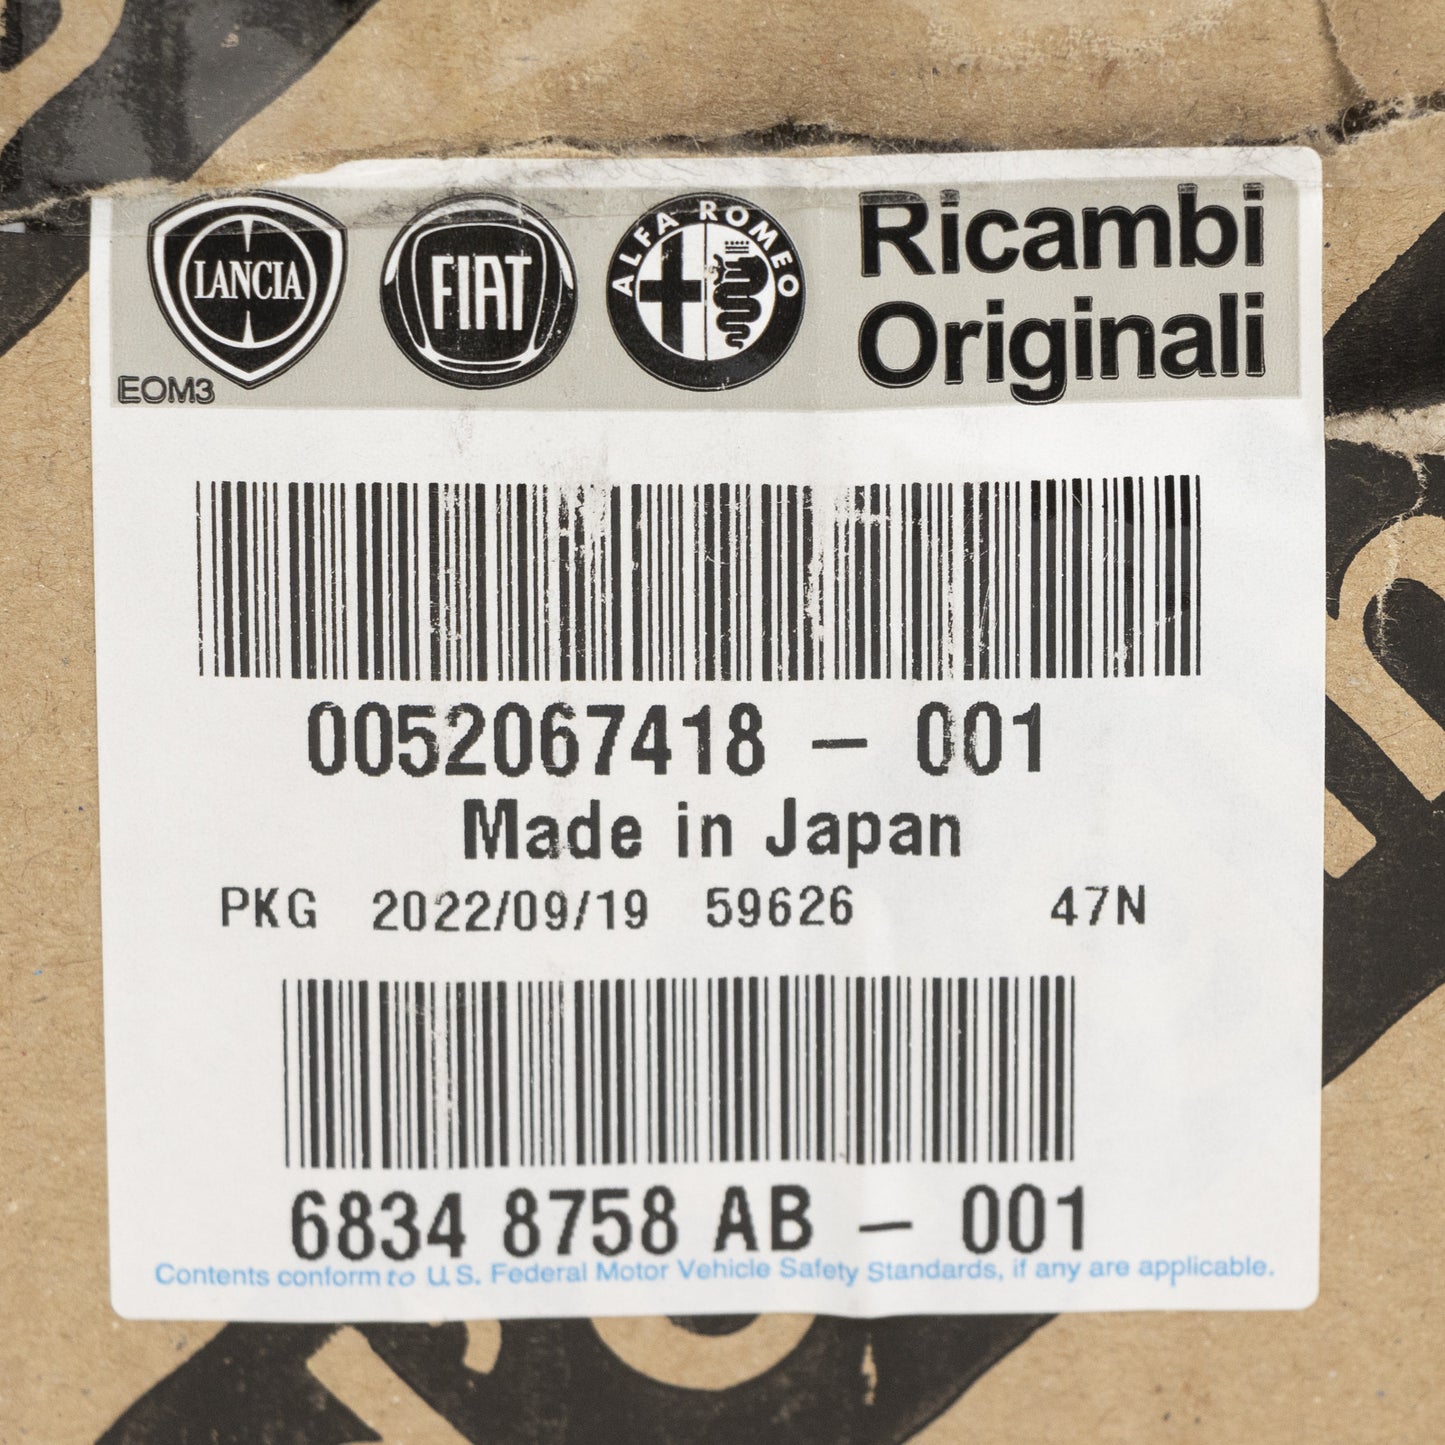 LANCIA
FIAT
ALFA ROMEO
Ricambi
Originali
EOM3
0052067418 – 001
Made in Japan
PKG 2022/09/19 59626 47N
6834 8758 AB – 001
Contents conform to U.S. Federal Motor Vehicle Safety Standards, if any are applicable.